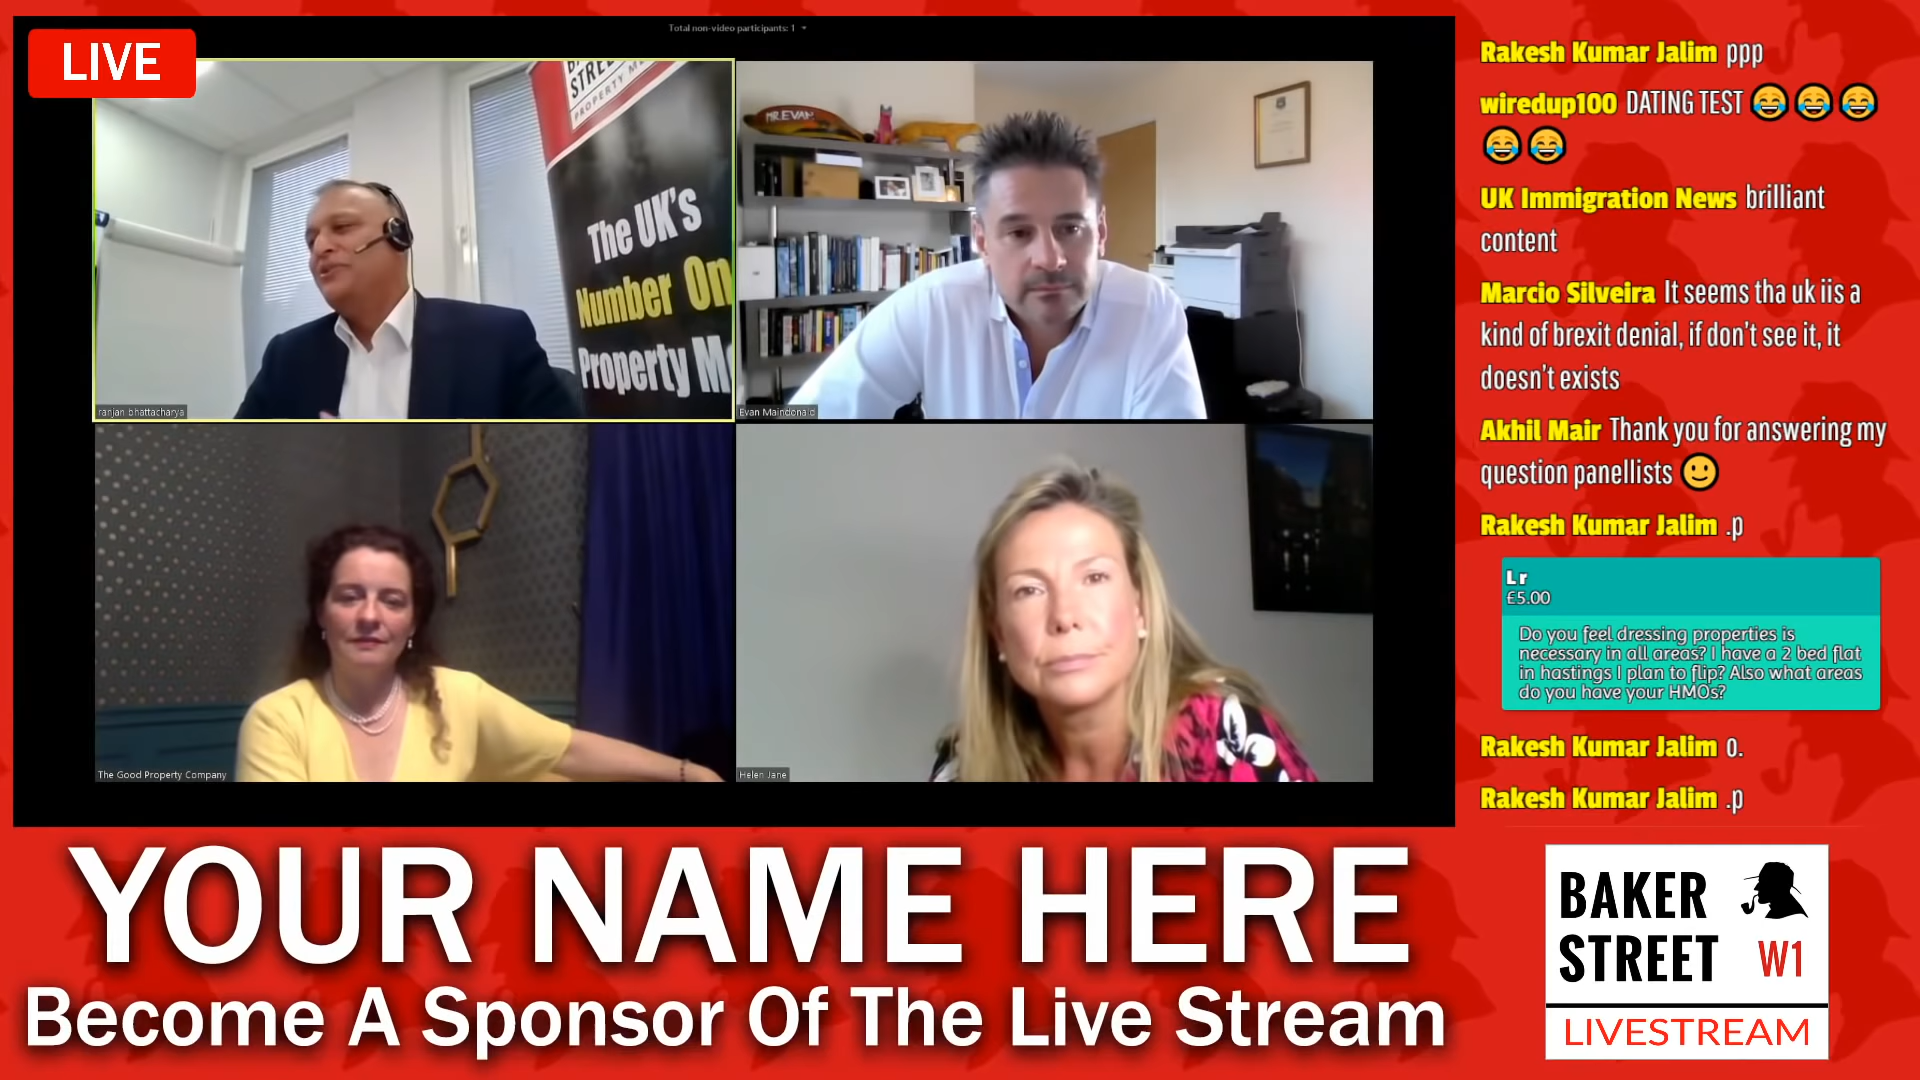 Total non-video participants: 1
LIVE
STREET
PROPERTY ME
The UK's
Number On
Property M
ranjan bhattacharya
MR.EVAN
Evan Maindonald
The Good Property Company
Helen Jane
Rakesh Kumar Jalim ppp
wiredup100 DATING TEST 😂😂😂
😂😂
UK Immigration News brilliant
content
Marcio Silveira It seems tha uk iis a
kind of brexit denial, if don't see it, it
doesn't exists
Akhil Mair Thank you for answering my
question panellists 🙂
Rakesh Kumar Jalim .p
Lr
£5.00
Do you feel dressing properties is
necessary in all areas? I have a 2 bed flat
in hastings I plan to flip? Also what areas
do you have your HMOs?
Rakesh Kumar Jalim o.
Rakesh Kumar Jalim .p
YOUR NAME HERE
Become A Sponsor Of The Live Stream
BAKER
STREET W1
LIVESTREAM